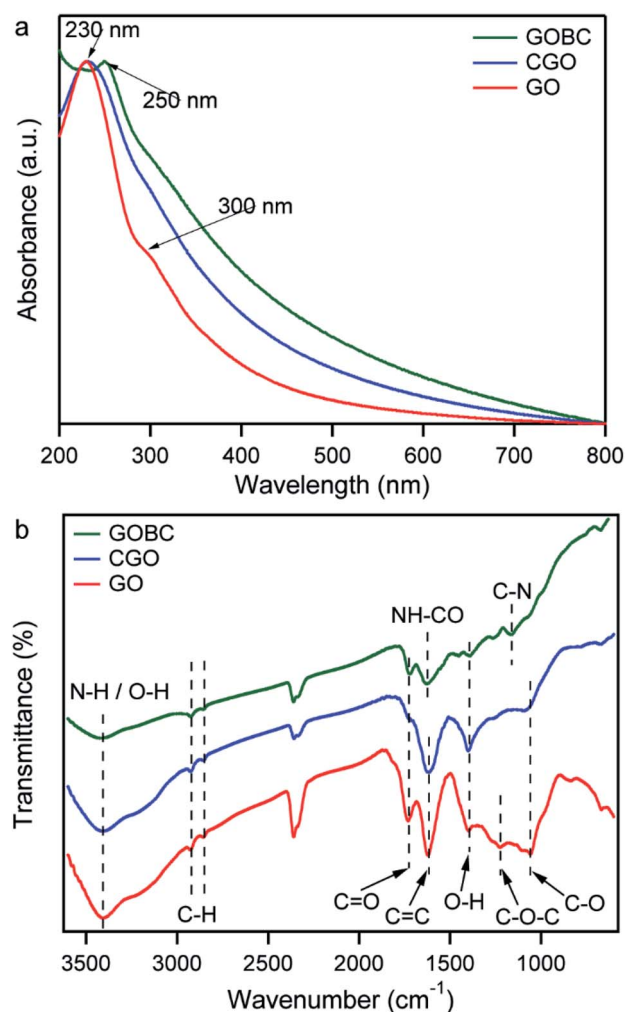 a
230 nm
GOBC
CGO
GO
250 nm
300 nm
Absorbance (a.u.)
200 300 400 500 600 700 800
Wavelength (nm)
b
GOBC
CGO
GO
C-N
NH-CO
N-H / O-H
Transmittance (%)
C-H
C=O
C=C
O-H
C-O-C
C-O
3500 3000 2500 2000 1500 1000
Wavenumber (cm⁻¹)